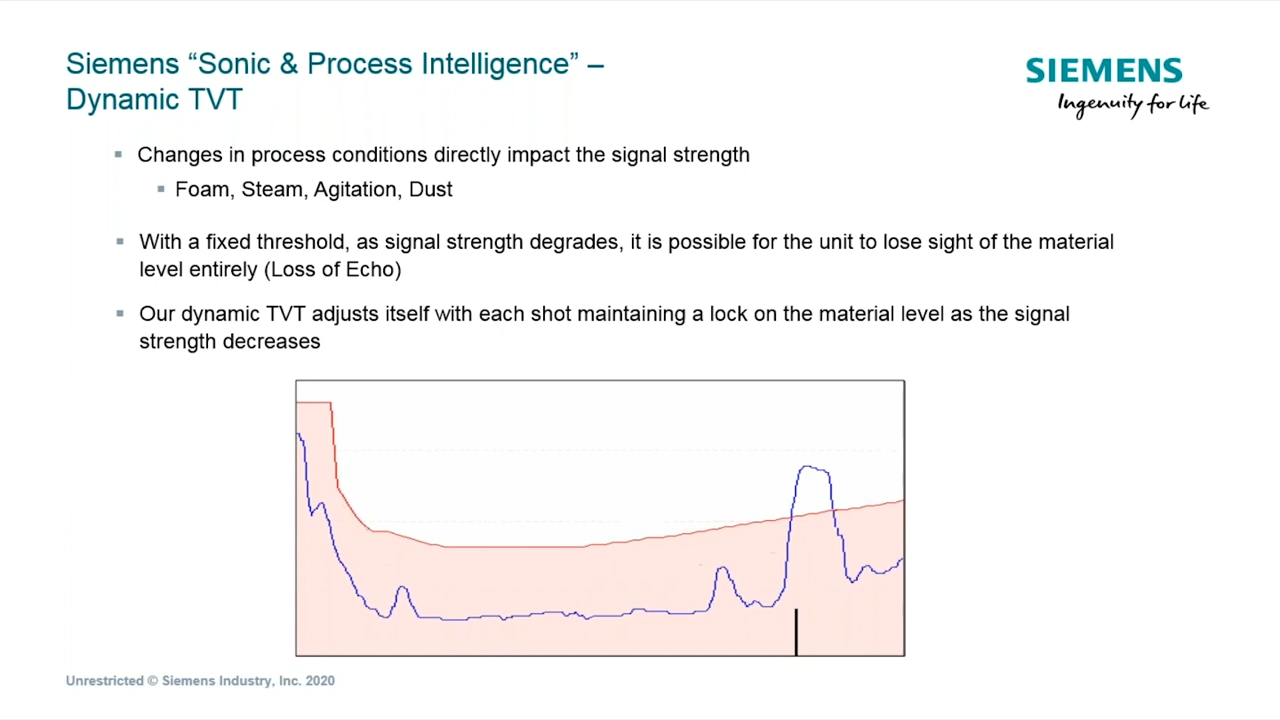 Siemens “Sonic & Process Intelligence” –
Dynamic TVT
SIEMENS
Ingenuity for life
Changes in process conditions directly impact the signal strength
Foam, Steam, Agitation, Dust
With a fixed threshold, as signal strength degrades, it is possible for the unit to lose sight of the material
level entirely (Loss of Echo)
Our dynamic TVT adjusts itself with each shot maintaining a lock on the material level as the signal
strength decreases
Unrestricted © Siemens Industry, Inc. 2020